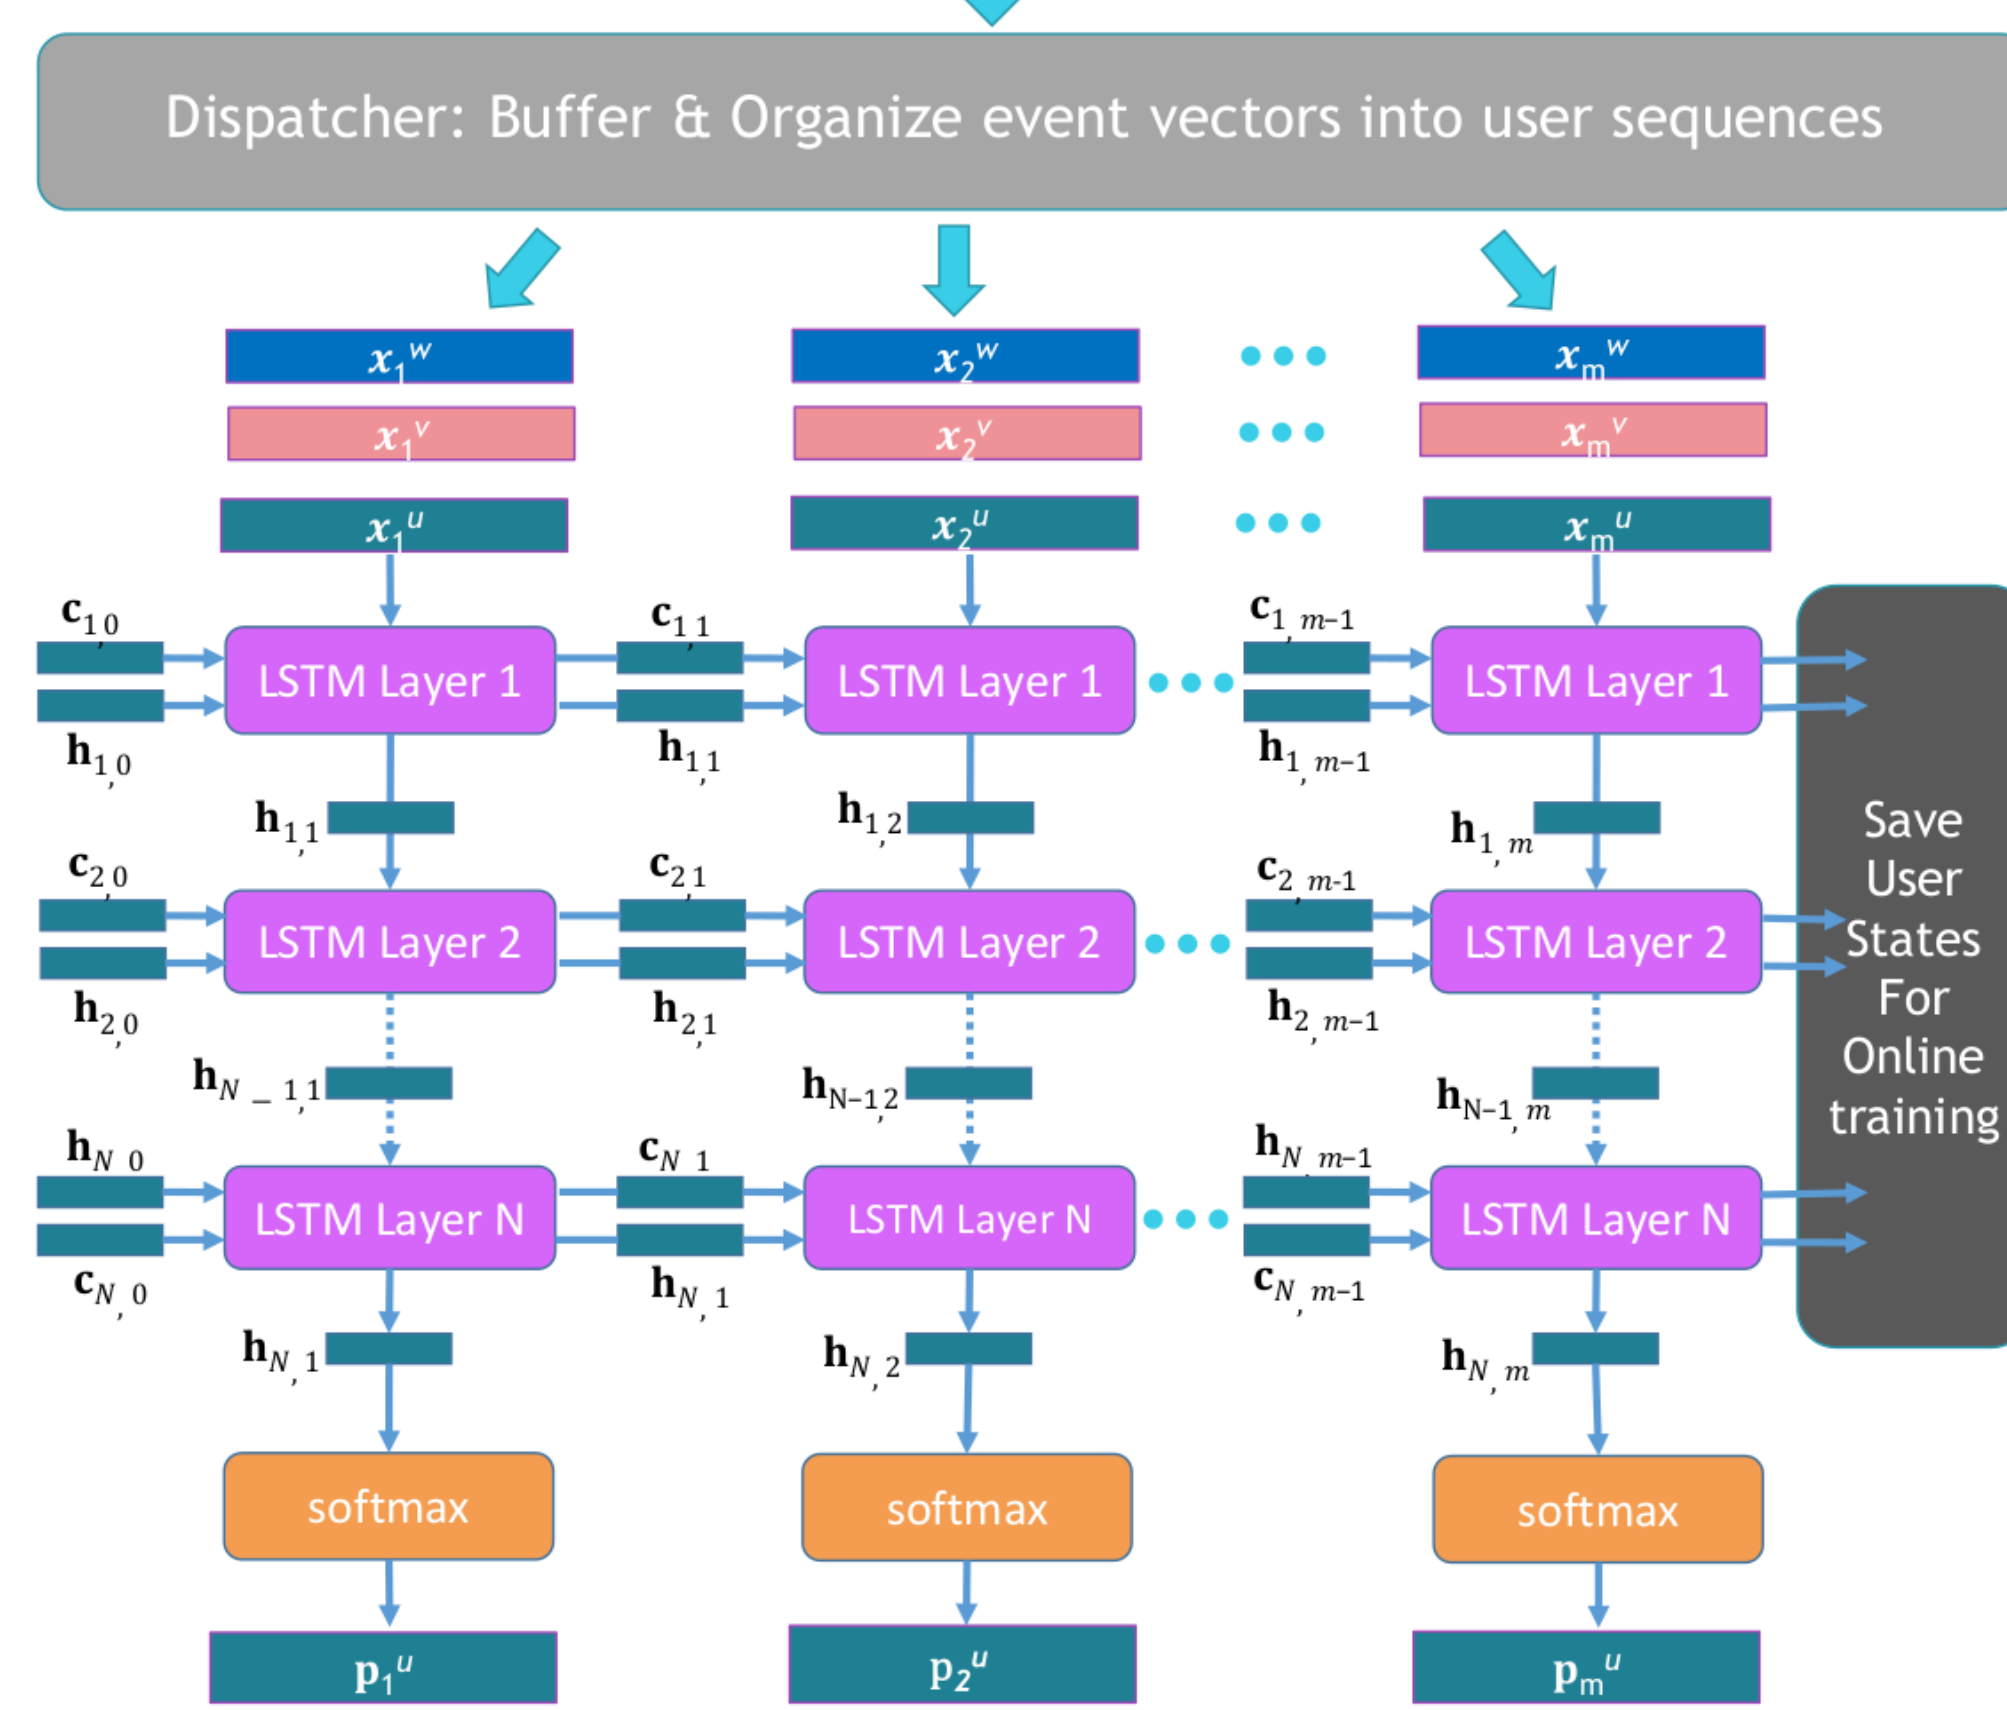 Dispatcher: Buffer & Organize event vectors into user sequences
x₁ʷ x₂ʷ xₘʷ
x₁ᵛ x₂ᵛ xₘᵛ
x₁ᵘ x₂ᵘ xₘᵘ
c₁,₀ c₁,₁ c₁, m−1
LSTM Layer 1 LSTM Layer 1 LSTM Layer 1
h₁,₀ h₁,₁ h₁, m−1
h₁,₁ h₁,₂ h₁, m
c₂,₀ c₂,₁ c₂, m-1
LSTM Layer 2 LSTM Layer 2 LSTM Layer 2
h₂,₀ h₂,₁ h₂, m−1
hN − 1,1 hN−1,2 hN−1, m
hN 0 cN 1 hN, m−1
LSTM Layer N LSTM Layer N LSTM Layer N
cN, 0 hN, 1 cN, m−1
hN, 1 hN, 2 hN, m
softmax softmax softmax
p₁ᵘ p₂ᵘ pₘᵘ
Save
User
States
For
Online
training